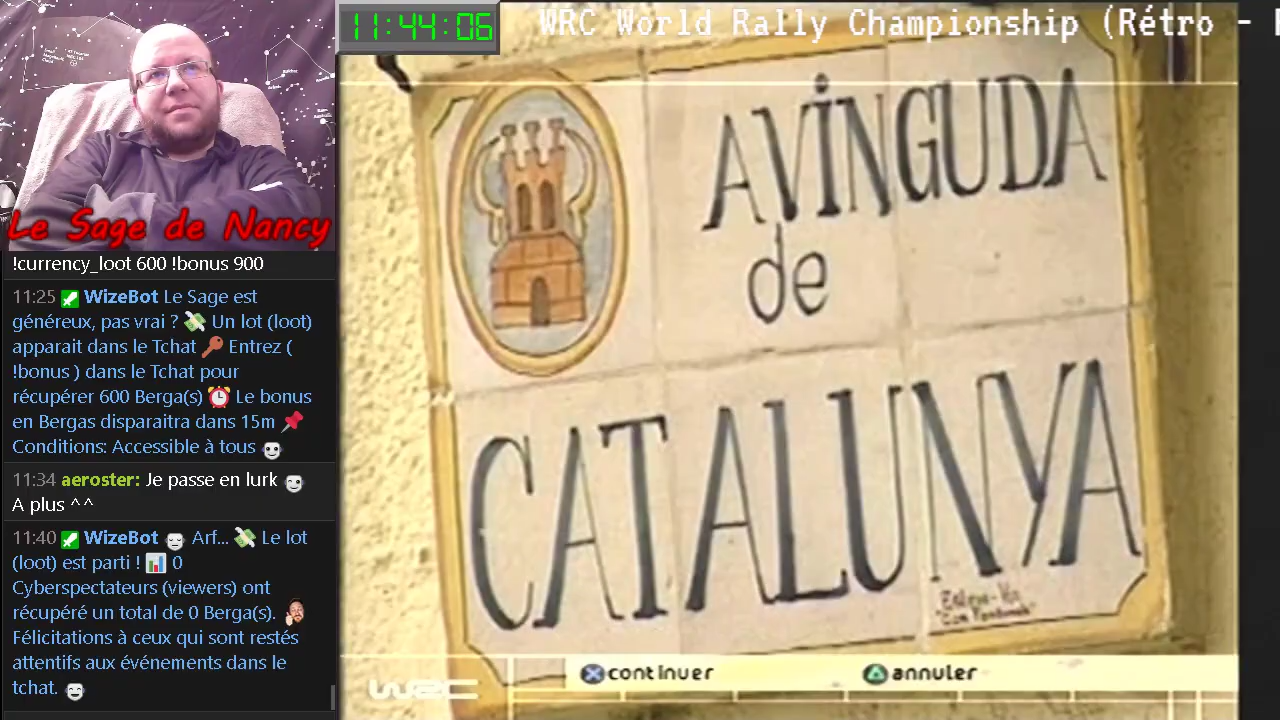 11:44:06
WRC World Rally Championship (Rétro -
Le Sage de Nancy
!currency_loot 600 !bonus 900
11:25 WizeBot Le Sage est
généreux, pas vrai ? 💸 Un lot (loot)
apparait dans le Tchat 🔑 Entrez (
!bonus ) dans le Tchat pour
récupérer 600 Berga(s) ⏰ Le bonus
en Bergas disparaitra dans 15m 📌
Conditions: Accessible à tous
11:34 aeroster: Je passe en lurk
A plus ^^
11:40 WizeBot Arf... 💸 Le lot
(loot) est parti ! 📊 0
Cyberspectateurs (viewers) ont
récupéré un total de 0 Berga(s).
Félicitations à ceux qui sont restés
attentifs aux événements dans le
tchat.
AVINGUDA
de
CATALUNYA
continuer
annuler
WRC